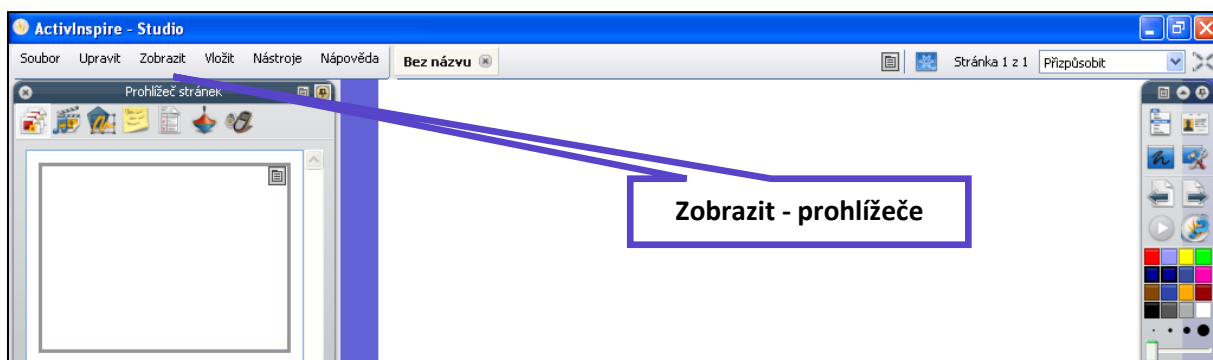 ActivInspire - Studio
Soubor Upravit Zobrazit Vložit Nástroje Nápověda Bez názvu Stránka 1 z 1 Přizpůsobit
Prohlížeč stránek
Zobrazit - prohlížeče